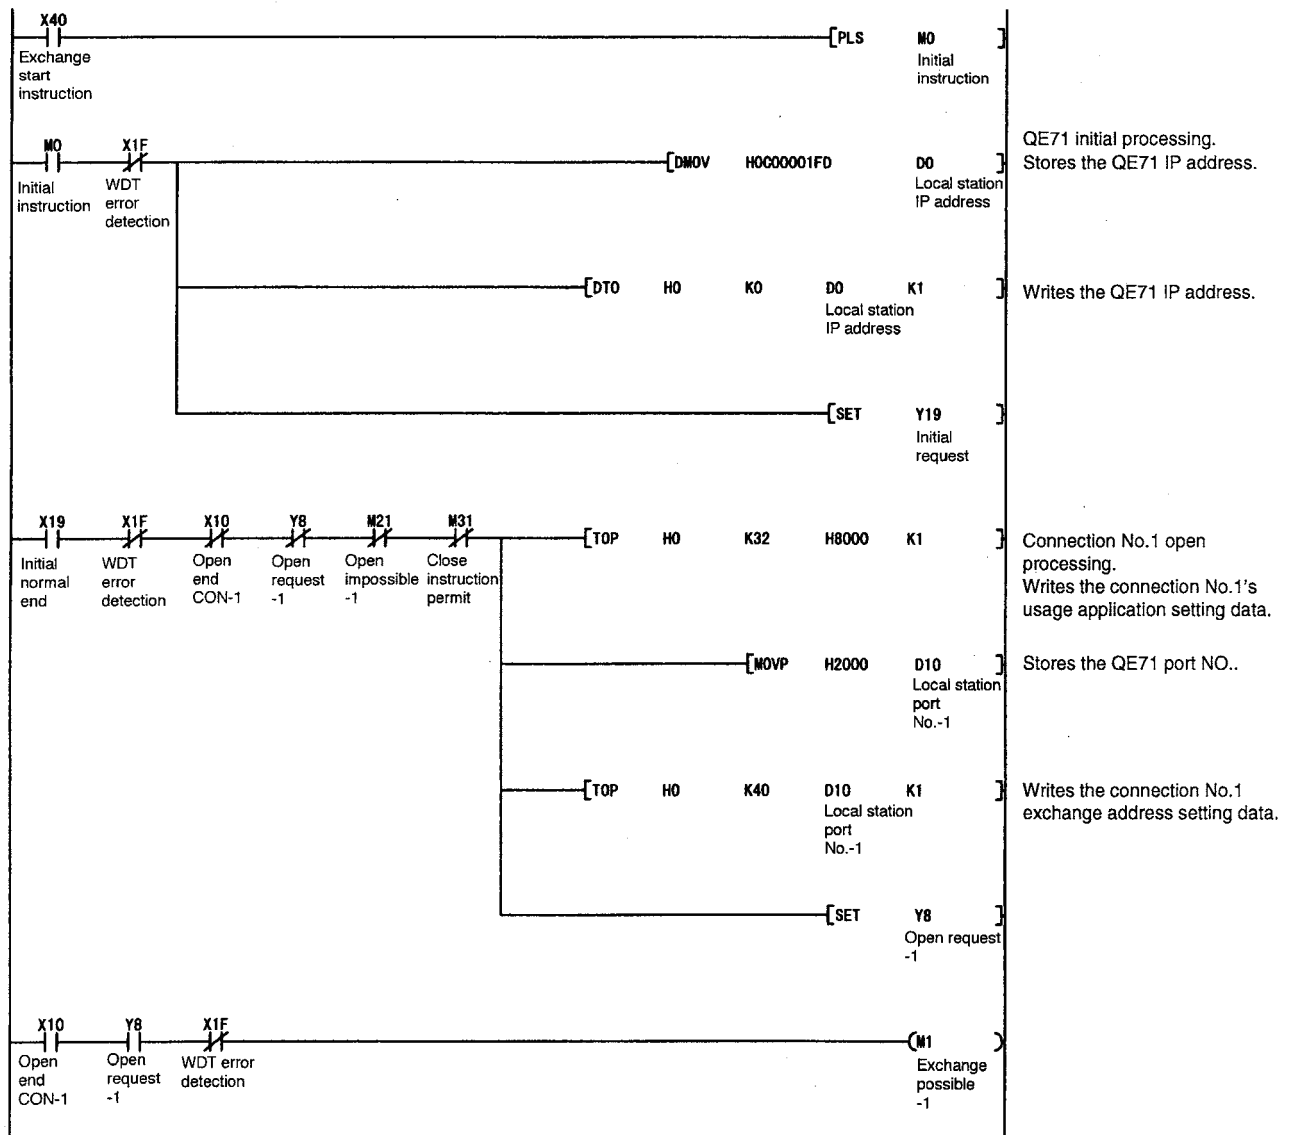 X40
[PLS M0 ]
Exchange start instruction
Initial instruction
QE71 initial processing.
M0 X1F
[DMOV H0C00001FD D0 ]
Stores the QE71 IP address.
Initial instruction
WDT error detection
Local station IP address
[DTO H0 K0 D0 K1 ]
Writes the QE71 IP address.
Local station IP address
[SET Y19 ]
Initial request
X19 X1F X10 Y8 M21 M31
[TOP H0 K32 H8000 K1 ]
Connection No.1 open processing.
Writes the connection No.1's usage application setting data.
Initial normal end
WDT error detection
Open end CON-1
Open request -1
Open impossible -1
Close instruction permit
[MOVP H2000 D10 ]
Stores the QE71 port NO..
Local station port No.-1
[TOP H0 K40 D10 K1 ]
Writes the connection No.1 exchange address setting data.
Local station port No.-1
[SET Y8 ]
Open request -1
X10 Y8 X1F
(M1 )
Open end CON-1
Open request -1
WDT error detection
Exchange possible -1